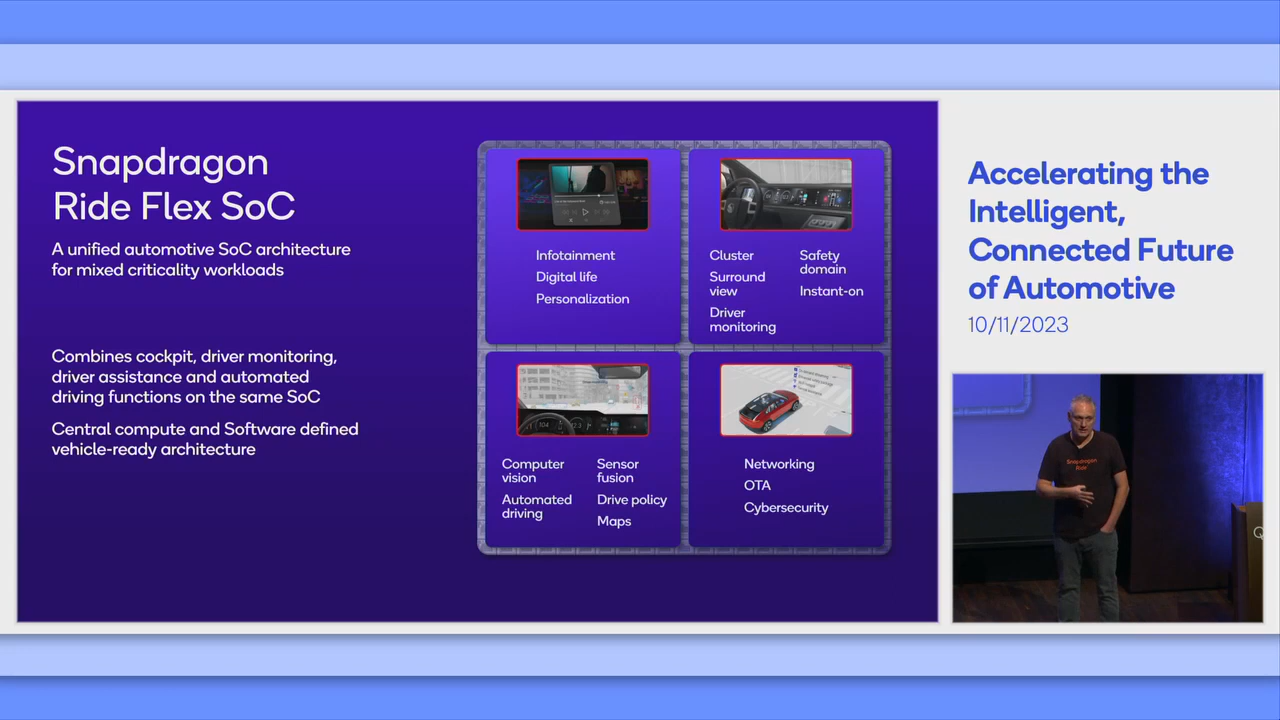 Snapdragon
Ride Flex SoC
A unified automotive SoC architecture
for mixed criticality workloads
Combines cockpit, driver monitoring,
driver assistance and automated
driving functions on the same SoC
Central compute and Software defined
vehicle-ready architecture
Infotainment
Digital life
Personalization
Cluster
Surround
view
Driver
monitoring
Safety
domain
Instant-on
Computer
vision
Automated
driving
Sensor
fusion
Drive policy
Maps
Networking
OTA
Cybersecurity
Accelerating the
Intelligent,
Connected Future
of Automotive
10/11/2023
Snapdragon
Ride